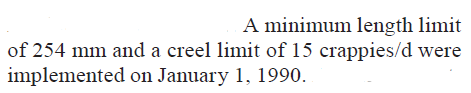 A minimum length limit
of 254 mm and a creel limit of 15 crappies/d were
implemented on January 1, 1990.